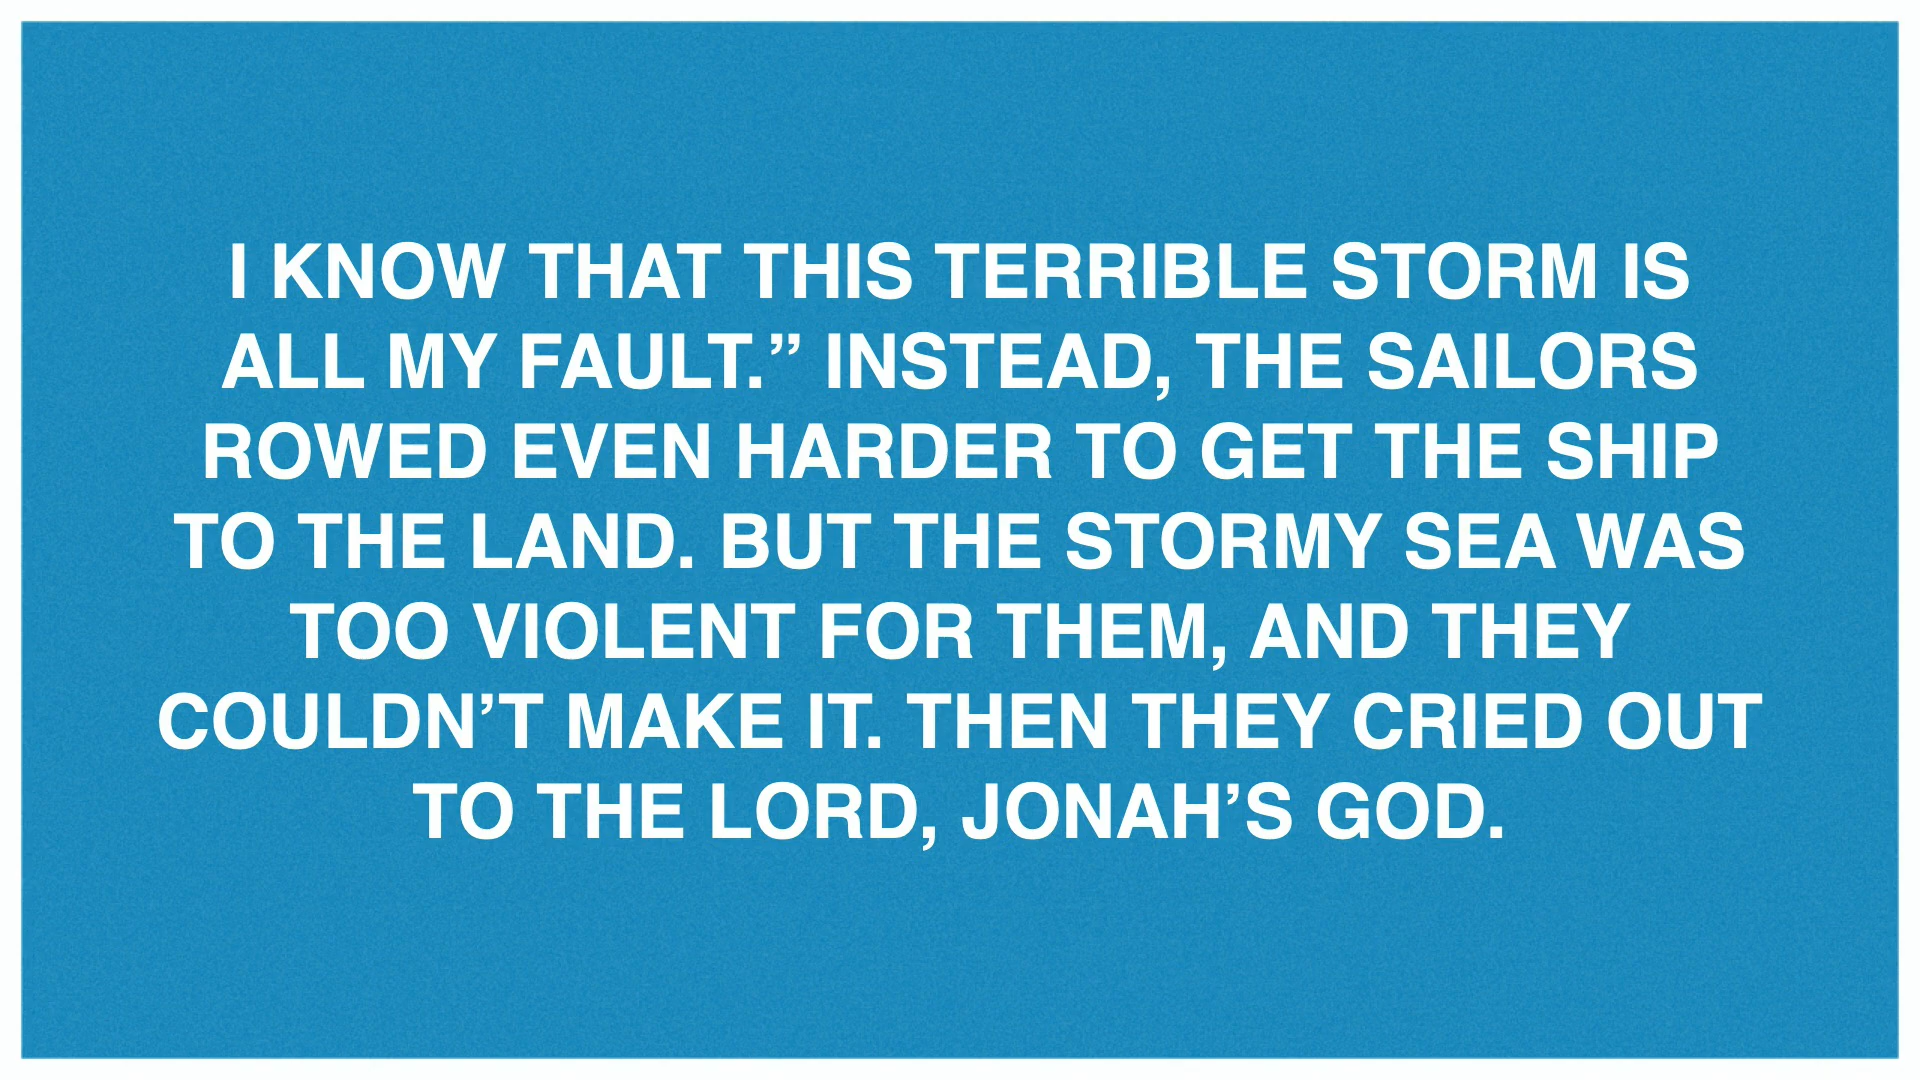 I KNOW THAT THIS TERRIBLE STORM IS
ALL MY FAULT.” INSTEAD, THE SAILORS
ROWED EVEN HARDER TO GET THE SHIP
TO THE LAND. BUT THE STORMY SEA WAS
TOO VIOLENT FOR THEM, AND THEY
COULDN’T MAKE IT. THEN THEY CRIED OUT
TO THE LORD, JONAH’S GOD.